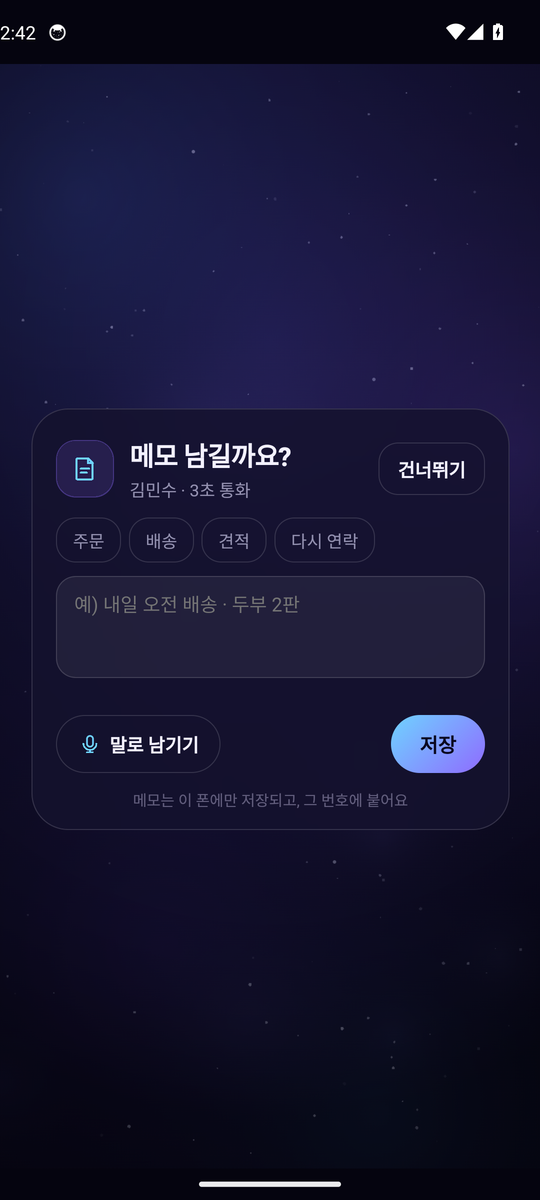 2:42
메모 남길까요?
김민수 · 3초 통화
건너뛰기
주문 배송 견적 다시 연락
예) 내일 오전 배송 · 두부 2판
말로 남기기
저장
메모는 이 폰에만 저장되고, 그 번호에 붙어요